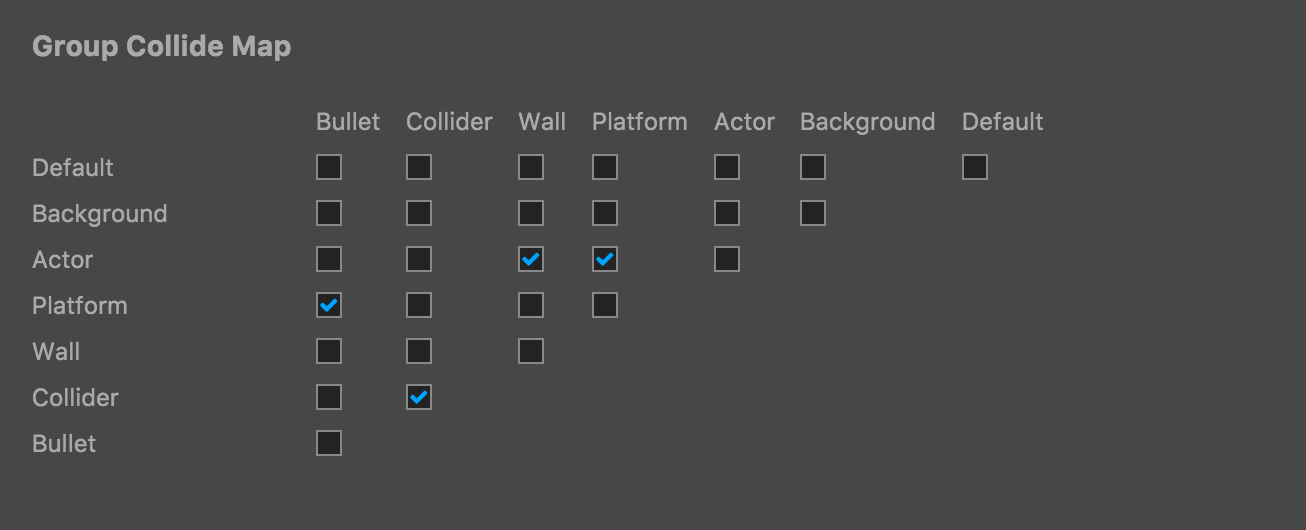 Group Collide Map
Bullet Collider Wall Platform Actor Background Default
Default
Background
Actor
Platform
Wall
Collider
Bullet